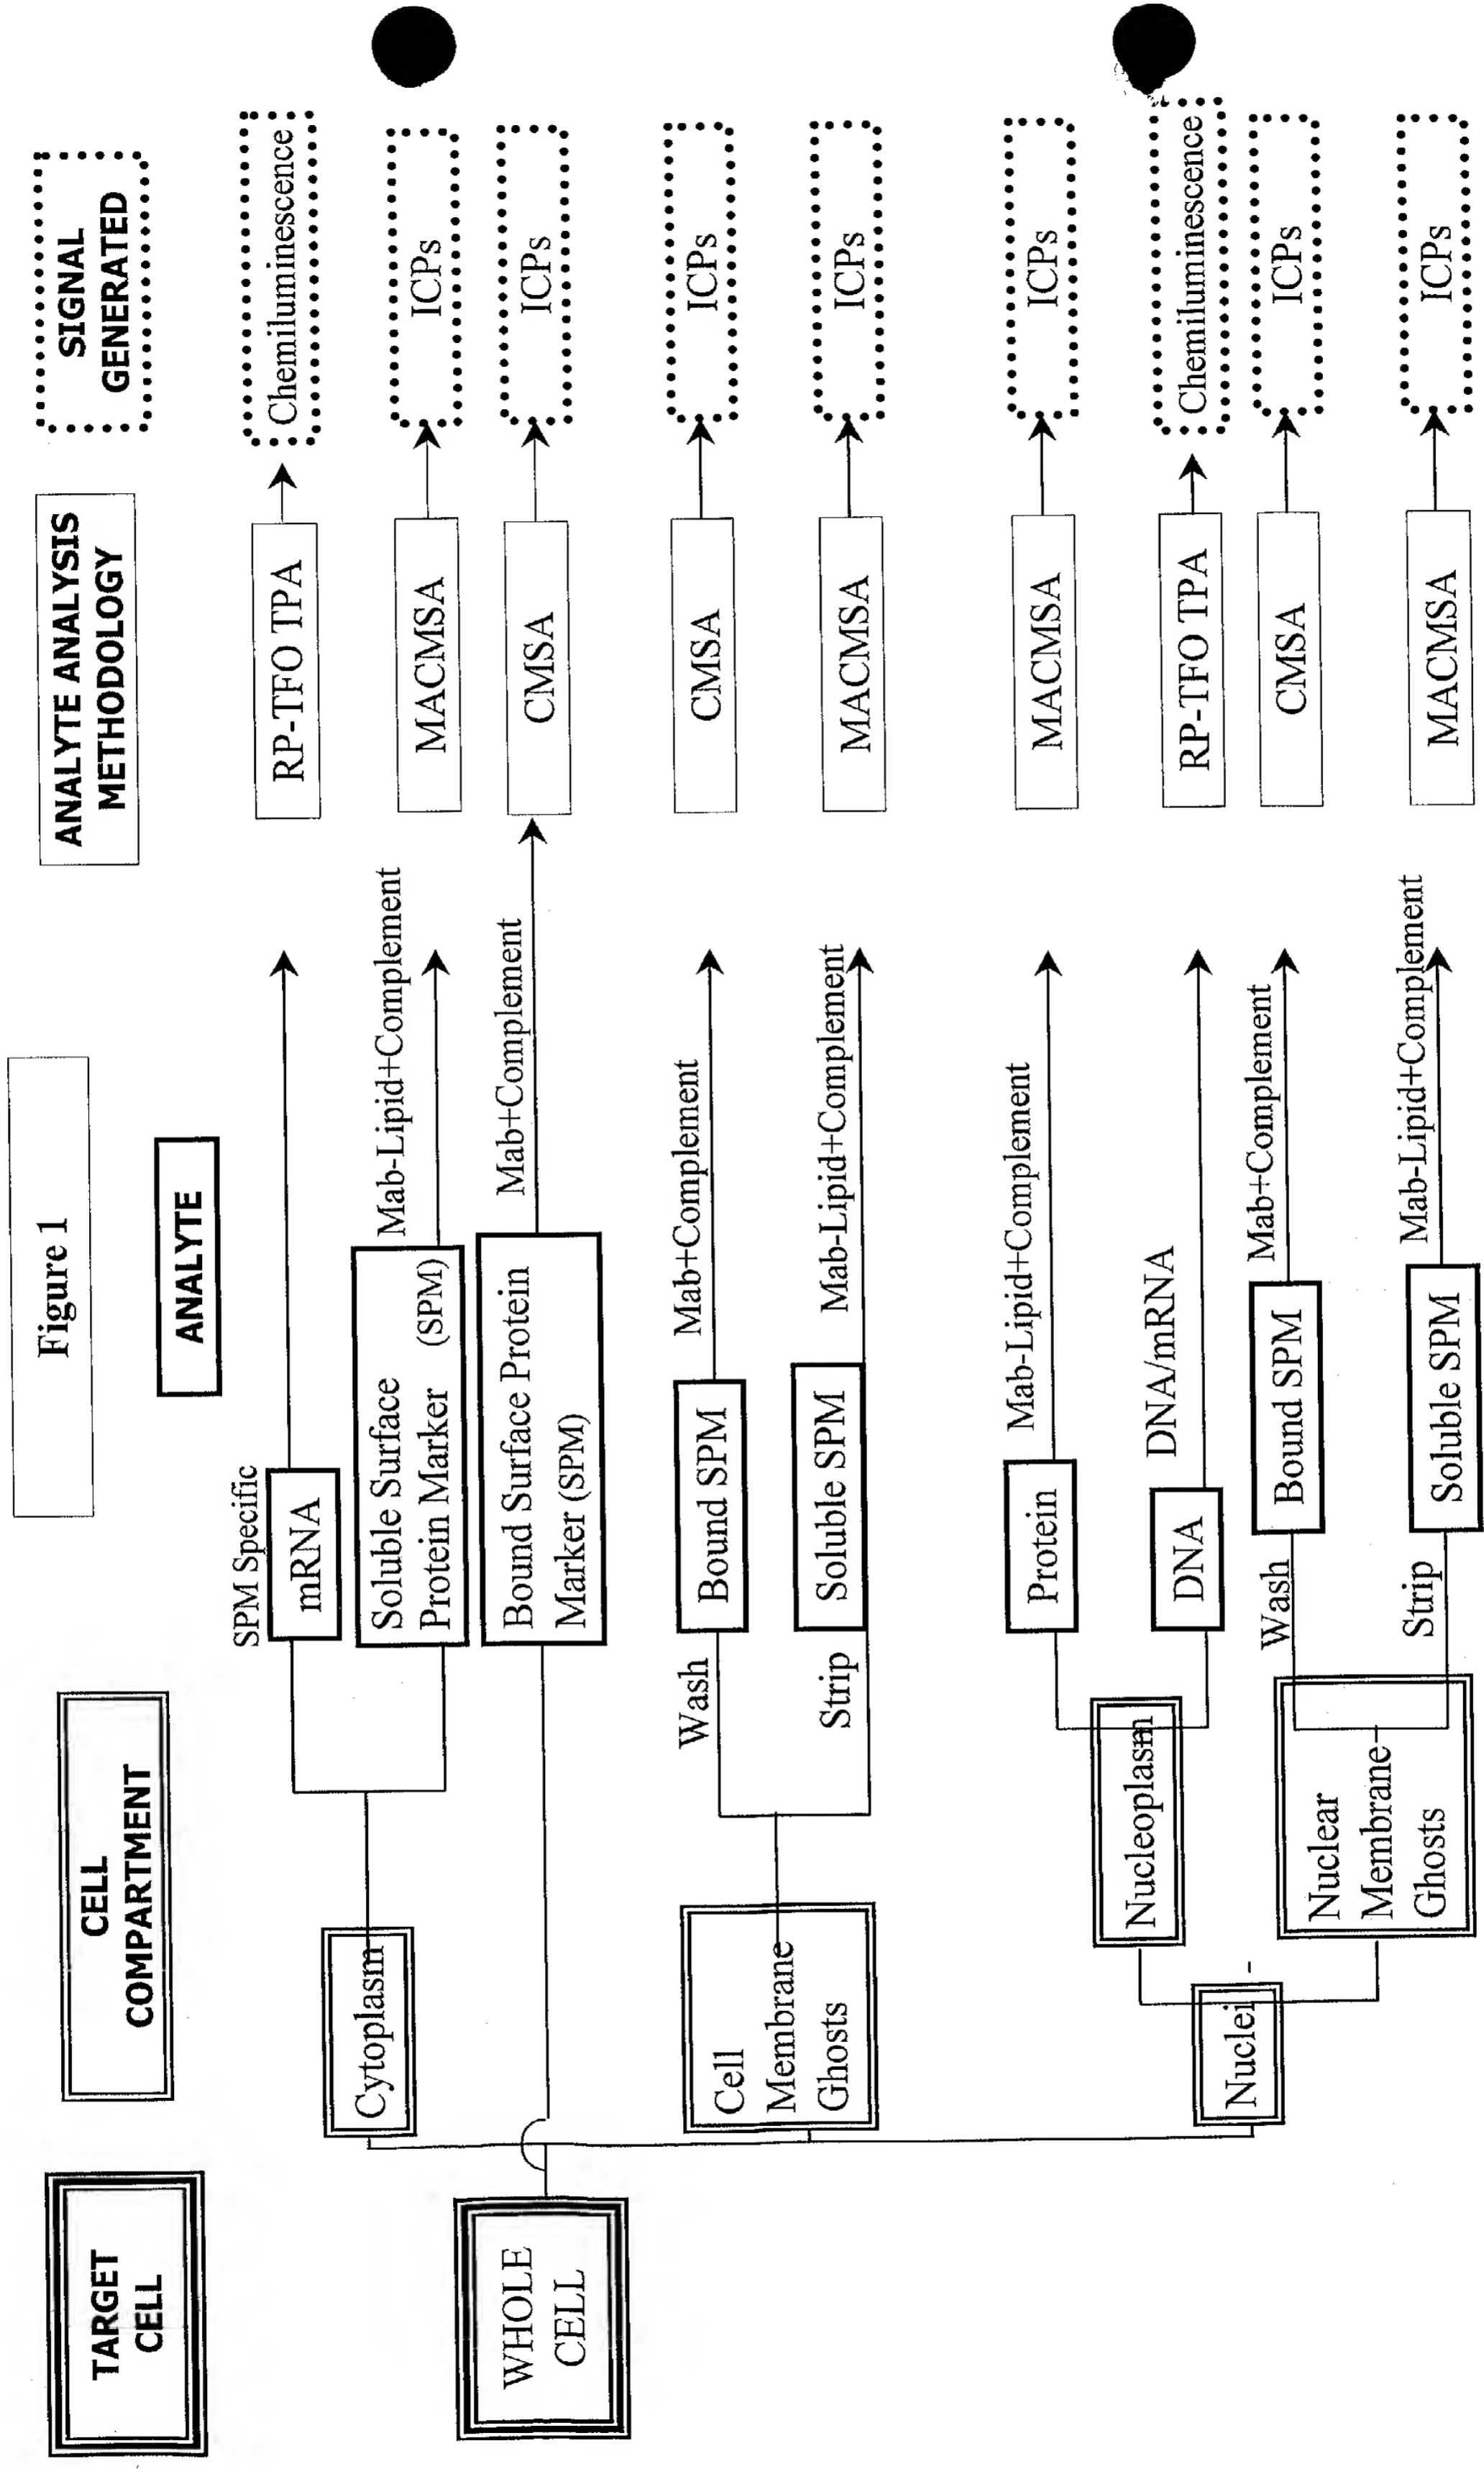 Figure 1
TARGET
CELL
CELL
COMPARTMENT
ANALYTE
ANALYTE ANALYSIS
METHODOLOGY
SIGNAL
GENERATED
SPM Specific
mRNA
RP-TFO TPA
Chemiluminescence
Cytoplasm
Soluble Surface
Protein Marker (SPM)
Mab-Lipid+Complement
MACMSA
ICPs
WHOLE
CELL
Bound Surface Protein
Marker (SPM)
Mab+Complement
CMSA
ICPs
Cell
Membrane
Ghosts
Wash
Bound SPM
Mab+Complement
CMSA
ICPs
Strip
Soluble SPM
Mab-Lipid+Complement
MACMSA
ICPs
Nuclei
Nucleoplasm
Protein
Mab-Lipid+Complement
MACMSA
ICPs
DNA
DNA/mRNA
RP-TFO TPA
Chemiluminescence
Nuclear
Membrane
Ghosts
Wash
Bound SPM
Mab+Complement
CMSA
ICPs
Strip
Soluble SPM
Mab-Lipid+Complement
MACMSA
ICPs